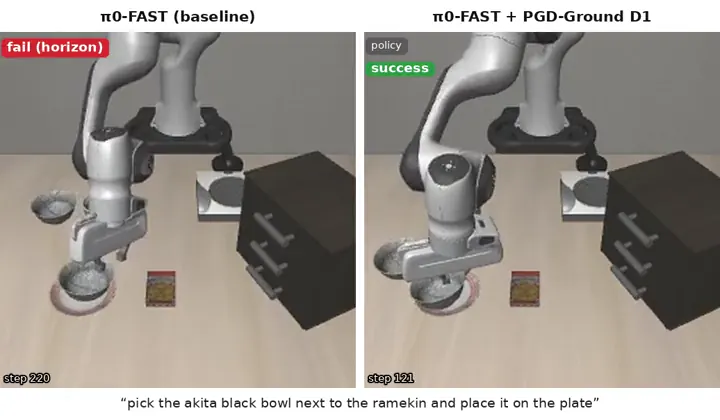 π0-FAST (baseline)
π0-FAST + PGD-Ground D1
fail (horizon)
policy
success
step 220
step 121
“pick the akita black bowl next to the ramekin and place it on the plate”